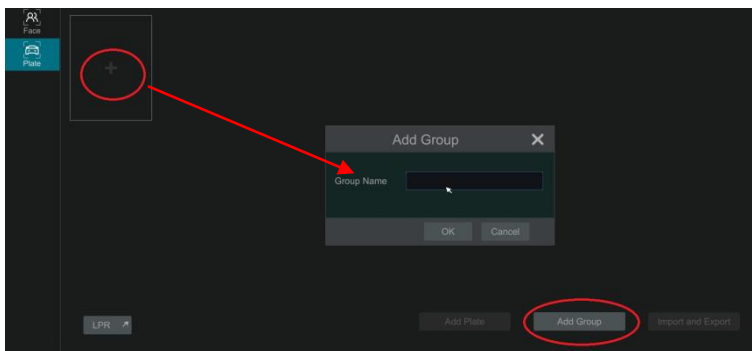 Face
Plate
+
Add Group
Group Name
OK Cancel
LPR
Add Plate Add Group Import and Export